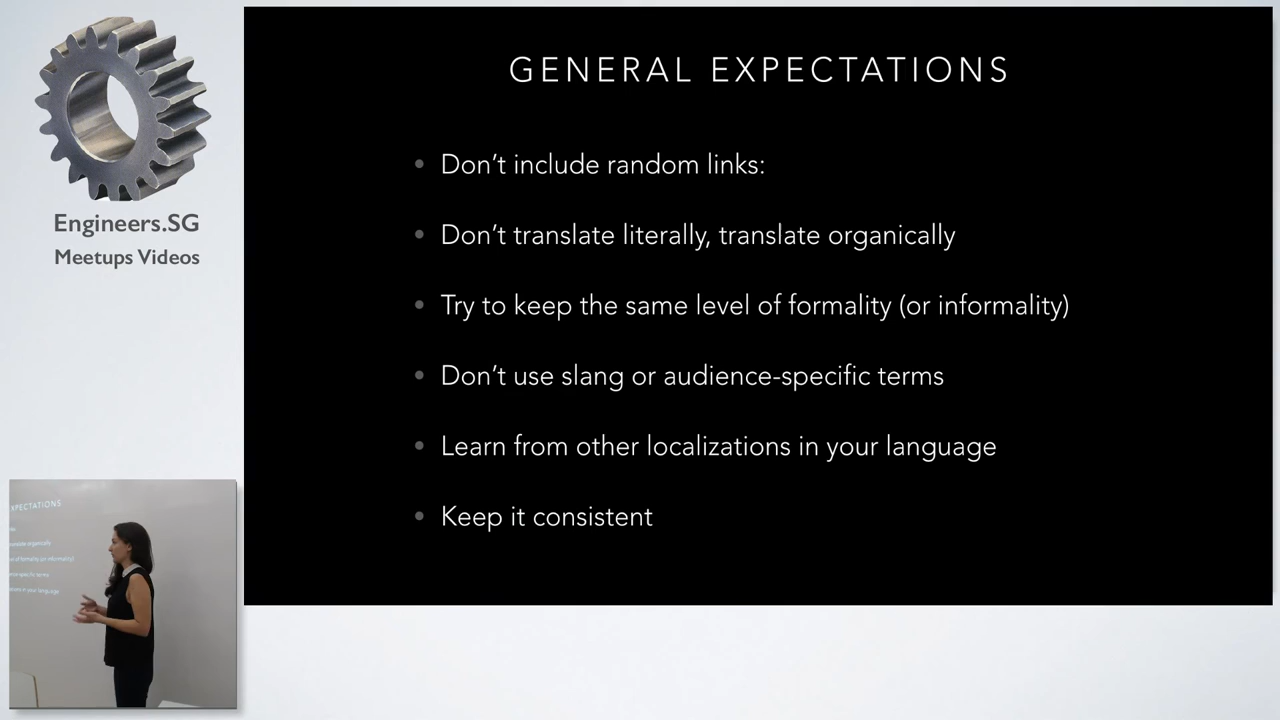 GENERAL EXPECTATIONS
Don't include random links:
Don't translate literally, translate organically
Try to keep the same level of formality (or informality)
Don't use slang or audience-specific terms
Learn from other localizations in your language
Keep it consistent
Engineers.SG
Meetups Videos
XPECTATIONS